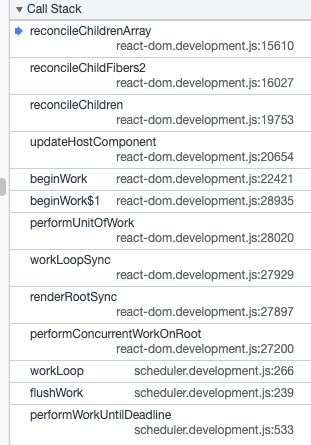 Call Stack
reconcileChildrenArray
react-dom.development.js:15610
reconcileChildFibers2
react-dom.development.js:16027
reconcileChildren
react-dom.development.js:19753
updateHostComponent
react-dom.development.js:20654
beginWork react-dom.development.js:22421
beginWork$1 react-dom.development.js:28935
performUnitOfWork
react-dom.development.js:28020
workLoopSync
react-dom.development.js:27929
renderRootSync
react-dom.development.js:27897
performConcurrentWorkOnRoot
react-dom.development.js:27200
workLoop scheduler.development.js:266
flushWork scheduler.development.js:239
performWorkUntilDeadline
scheduler.development.js:533